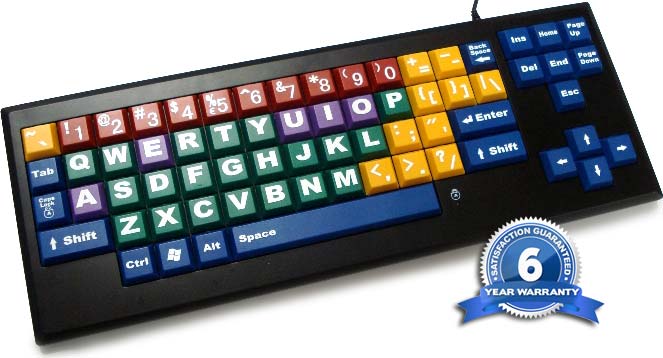 ~ ` ! 1 @ 2 # 3 $ 4 % 5 ^ 6 & 7 * 8 ( 9 ) 0 + = _ - Back Space Ins Home Page Up
Tab Q W E R T Y U I O P { [ } ] | \ Del End Page Down
Caps Lock A S D F G H J K L : ; " ' Enter Esc
Shift Z X C V B N M < , > . ? / Shift
Ctrl Alt Space
SATISFACTION GUARANTEED
6
YEAR WARRANTY